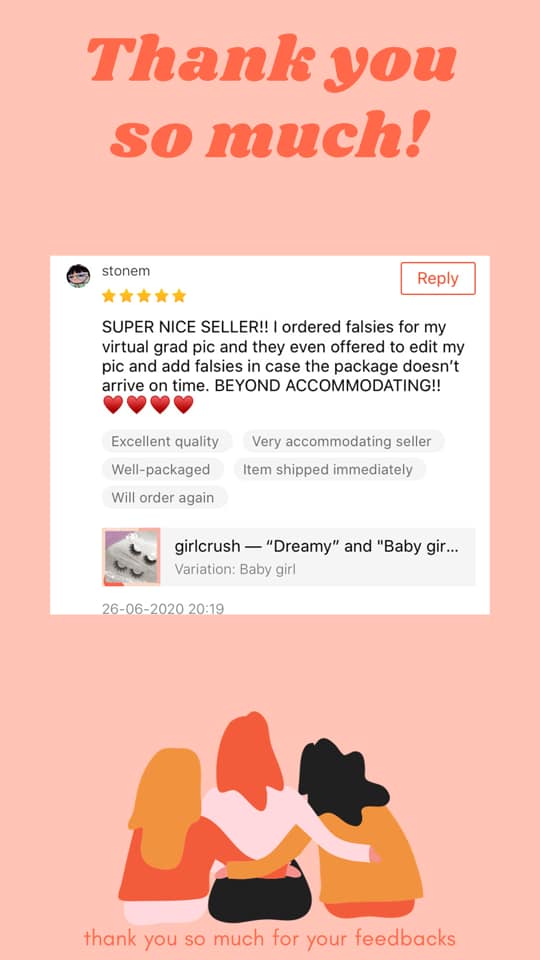 Thank you
so much!
stonem
Reply
SUPER NICE SELLER!! I ordered falsies for my
virtual grad pic and they even offered to edit my
pic and add falsies in case the package doesn’t
arrive on time. BEYOND ACCOMMODATING!!
♥️♥️♥️♥️
Excellent quality
Very accommodating seller
Well-packaged
Item shipped immediately
Will order again
girlcrush — “Dreamy” and "Baby gir...
Variation: Baby girl
26-06-2020 20:19
thank you so much for your feedbacks